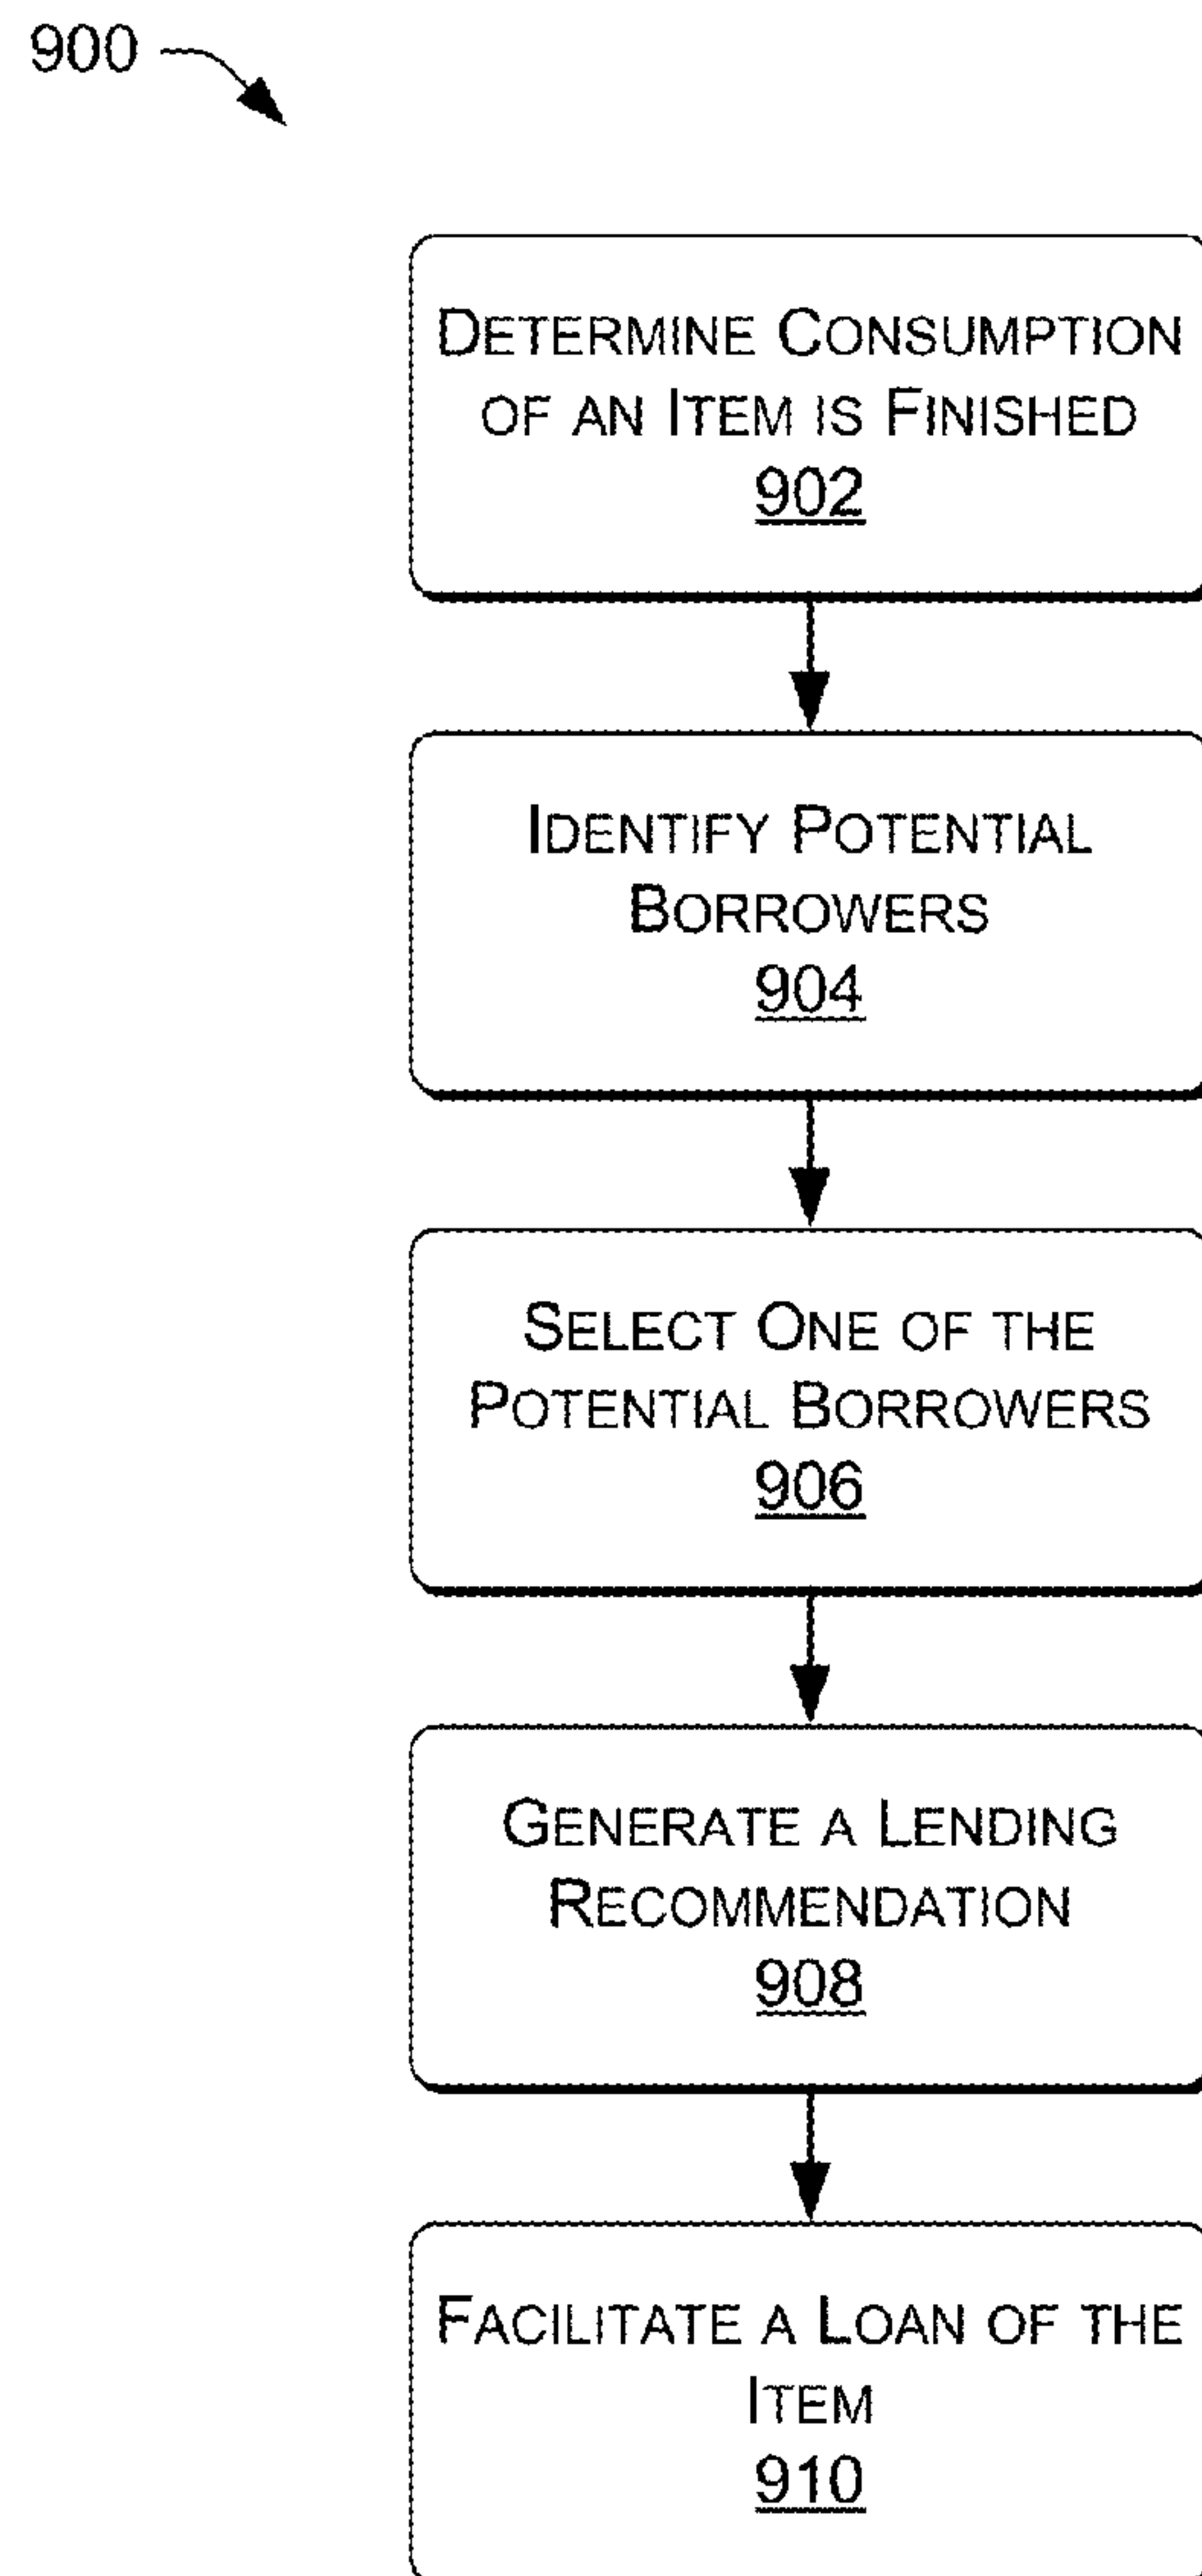 900
DETERMINE CONSUMPTION
OF AN ITEM IS FINISHED
902
IDENTIFY POTENTIAL
BORROWERS
904
SELECT ONE OF THE
POTENTIAL BORROWERS
906
GENERATE A LENDING
RECOMMENDATION
908
FACILITATE A LOAN OF THE
ITEM
910